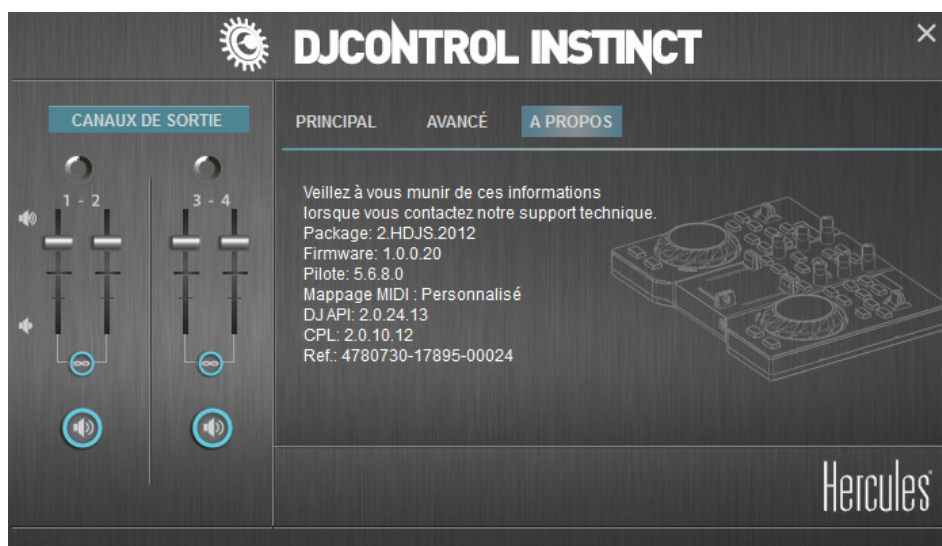 DJCONTROL INSTINCT
CANAUX DE SORTIE
1 - 2
3 - 4
PRINCIPAL AVANCÉ A PROPOS
Veillez à vous munir de ces informations
lorsque vous contactez notre support technique.
Package: 2.HDJS.2012
Firmware: 1.0.0.20
Pilote: 5.6.8.0
Mappage MIDI : Personnalisé
DJ API: 2.0.24.13
CPL: 2.0.10.12
Ref.: 4780730-17895-00024
Hercules